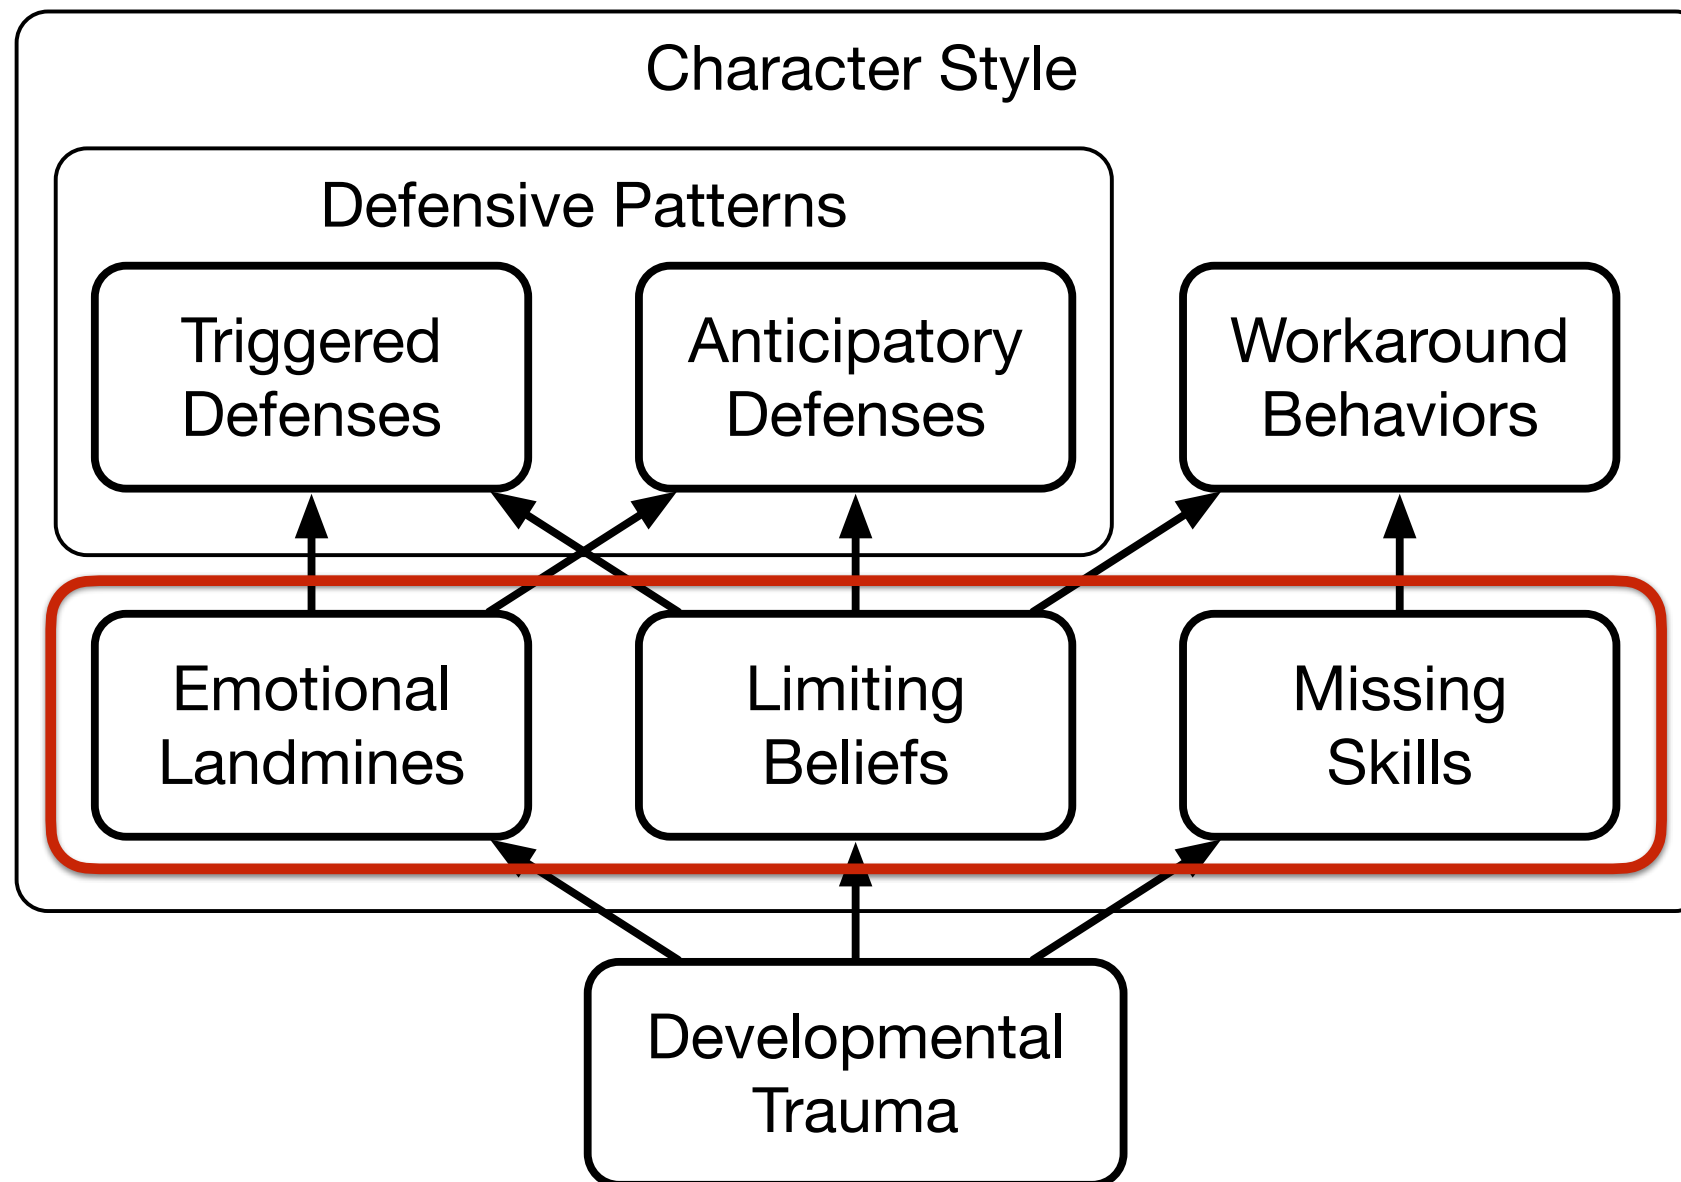 Character Style
Defensive Patterns
Triggered
Defenses
Anticipatory
Defenses
Workaround
Behaviors
Emotional
Landmines
Limiting
Beliefs
Missing
Skills
Developmental
Trauma